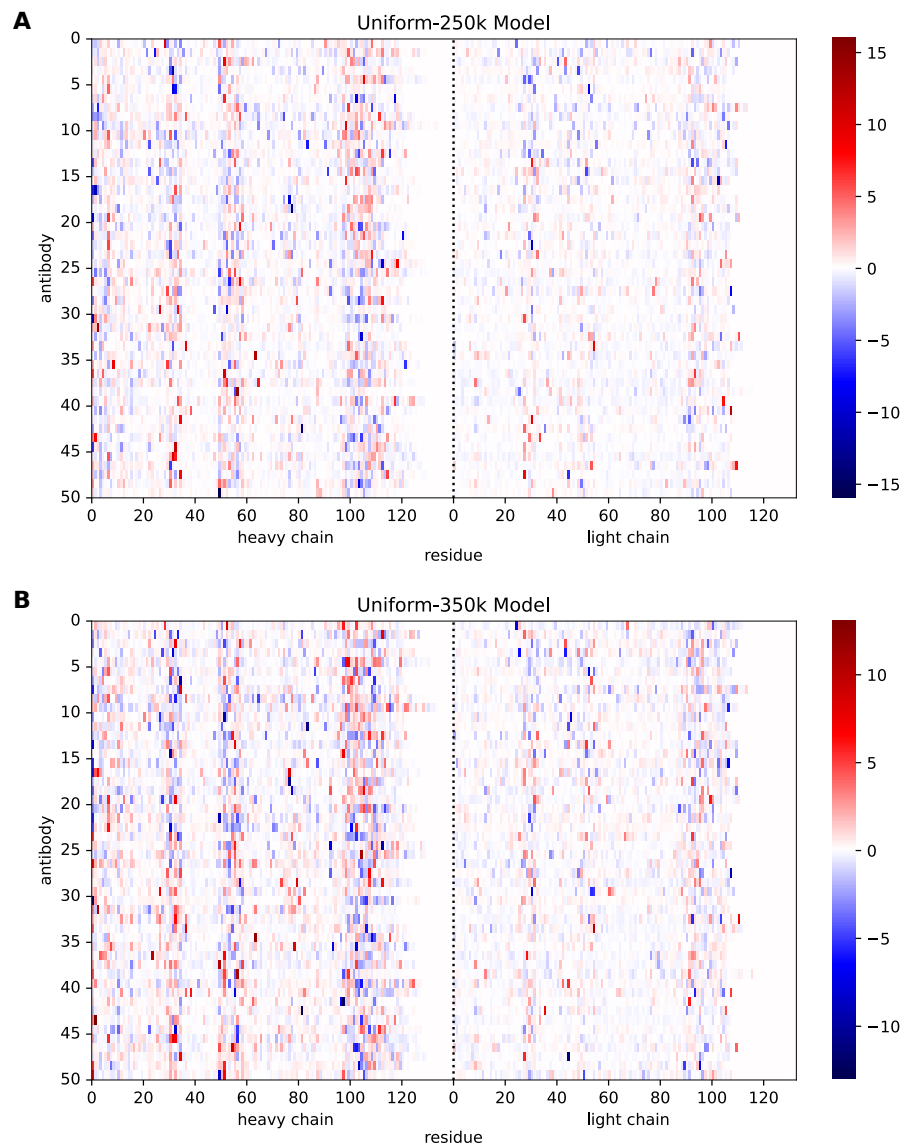 A
Uniform-250k Model
0
5
10
15
20
25
30
35
40
45
50
antibody
0 20 40 60 80 100 120 0 20 40 60 80 100 120
heavy chain light chain
residue
15
10
5
0
−5
−10
−15
B
Uniform-350k Model
0
5
10
15
20
25
30
35
40
45
50
antibody
0 20 40 60 80 100 120 0 20 40 60 80 100 120
heavy chain light chain
residue
10
5
0
−5
−10